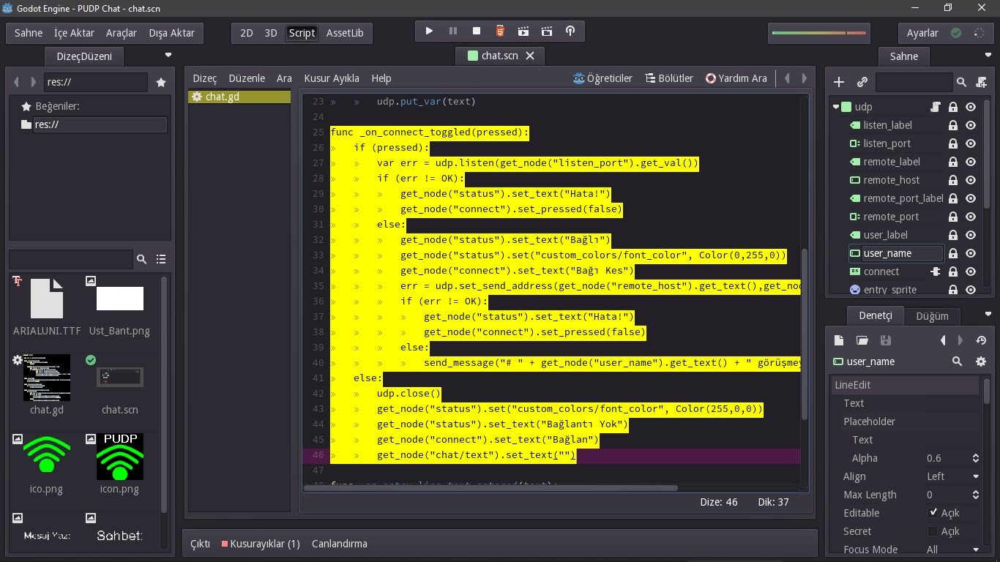 Godot Engine - PUDP Chat - chat.scn
Sahne İçe Aktar Araçlar Dışa Aktar
2D 3D Script AssetLib
Ayarlar
DizeçDüzeni
chat.scn
Sahne
res://
Beğeniler:
res://
ARIALUNI.TTF Ust_Bant.png
chat.gd chat.scn
PUDP
ico.png icon.png
Mesaj Yaz: Sohbet:
Dizeç Düzenle Ara Kusur Ayıkla Help
Öğreticiler Bölütler Yardım Ara
chat.gd
23 » » udp.put_var(text)
24
25 func _on_connect_toggled(pressed):
26 » if (pressed):
27 » » var err = udp.listen(get_node("listen_port").get_val())
28 » » if (err != OK):
29 » » » get_node("status").set_text("Hata!")
30 » » » get_node("connect").set_pressed(false)
31 » » else:
32 » » » get_node("status").set_text("Bağlı")
33 » » » get_node("status").set("custom_colors/font_color", Color(0,255,0))
34 » » » get_node("connect").set_text("Bağı Kes")
35 » » » err = udp.set_send_address(get_node("remote_host").get_text(),get_nod
36 » » » if (err != OK):
37 » » » » get_node("status").set_text("Hata!")
38 » » » » get_node("connect").set_pressed(false)
39 » » » else:
40 » » » » send_message("# " + get_node("user_name").get_text() + " görüşmey
41 » else:
42 » » udp.close()
43 » » get_node("status").set("custom_colors/font_color", Color(255,0,0))
44 » » get_node("status").set_text("Bağlantı Yok")
45 » » get_node("connect").set_text("Bağlan")
46 » » get_node("chat/text").set_text("")
47
Dize: 46 Dik: 37
Çıktı Kusurayıklar (1) Canlandırma
udp
listen_label
listen_port
remote_label
remote_host
remote_port_label
remote_port
user_label
user_name
connect
entry_sprite
Denetçi Düğüm
user_name
LineEdit
Text
Placeholder
Text
Alpha 0.6
Align Left
Max Length 0
Editable Açık
Secret Açık
Focus Mode All